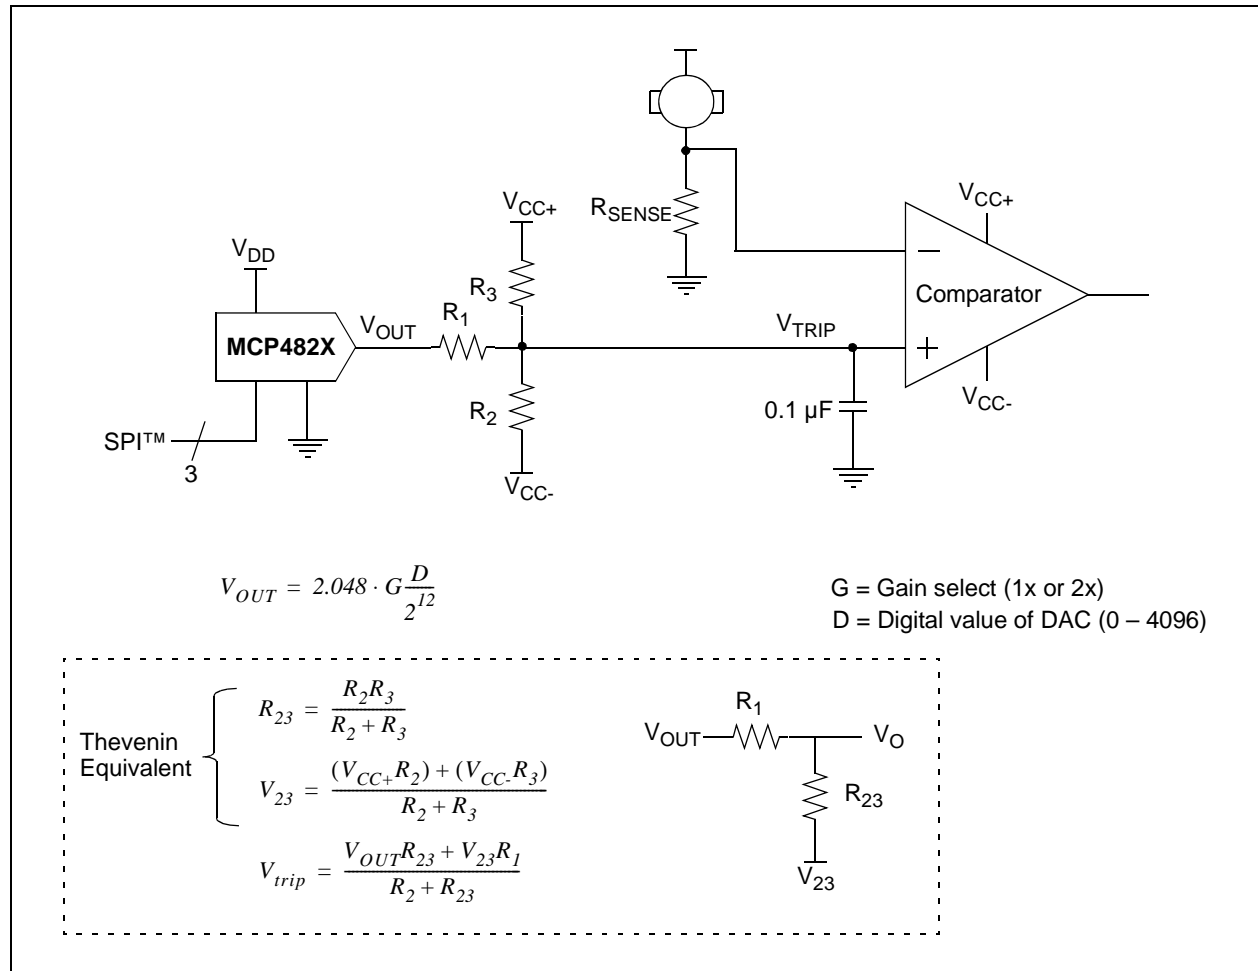 V_CC+
R_SENSE
V_CC+
V_DD
R_3
Comparator
−
+
MCP482X
V_OUT
R_1
V_TRIP
R_2
0.1 µF
V_CC-
SPI™
3
V_CC-
V_OUT = 2.048 · G D/2^12
G = Gain select (1x or 2x)
D = Digital value of DAC (0 – 4096)
Thevenin
Equivalent
R_23 = R_2R_3 / (R_2 + R_3)
V_23 = ((V_CC+R_2) + (V_CC-R_3)) / (R_2 + R_3)
V_trip = (V_OUTR_23 + V_23R_1) / (R_2 + R_23)
R_1
V_OUT
V_O
R_23
V_23